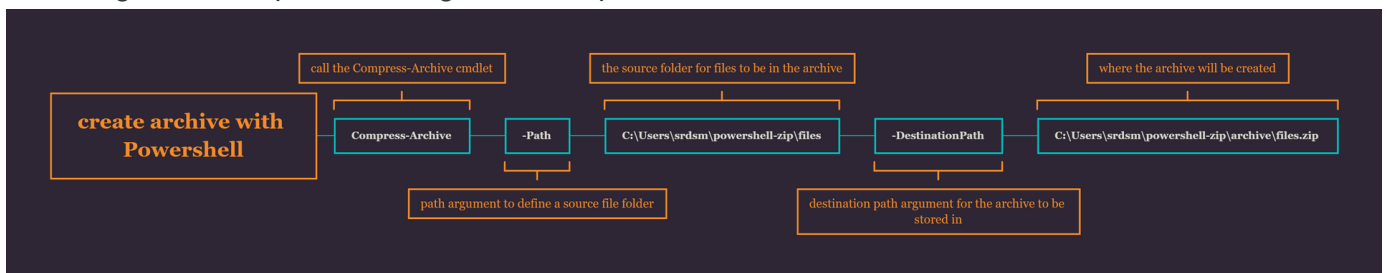 call the Compress-Archive cmdlet
the source folder for files to be in the archive
where the archive will be created
create archive with
Powershell
Compress-Archive
-Path
C:\Users\srdsm\powershell-zip\files
-DestinationPath
C:\Users\srdsm\powershell-zip\archive\files.zip
path argument to define a source file folder
destination path argument for the archive to be
stored in